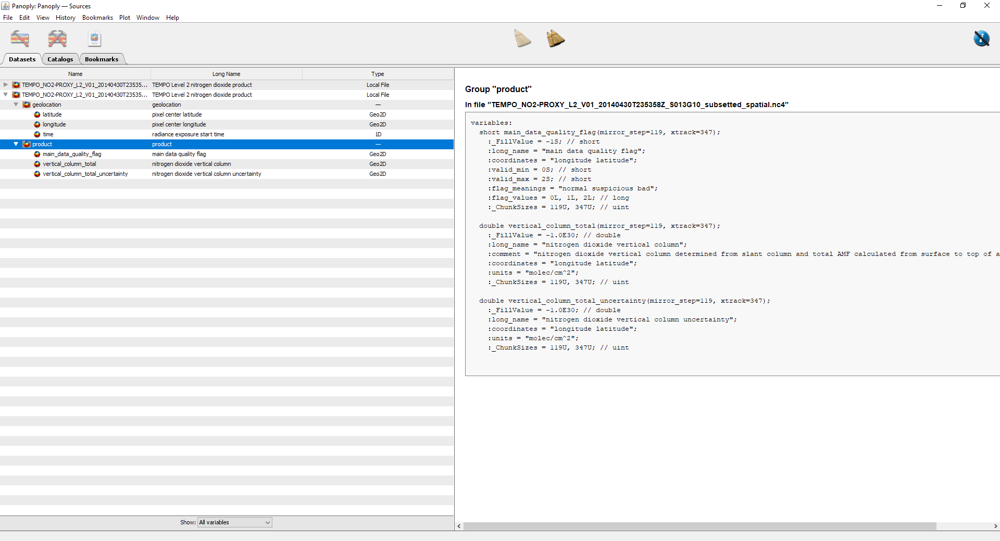 Panoply: Panoply — Sources
File Edit View History Bookmarks Plot Window Help
Datasets Catalogs Bookmarks
Name Long Name Type
TEMPO_NO2-PROXY_L2_V01_20140430T23535... TEMPO Level 2 nitrogen dioxide product Local File
TEMPO_NO2-PROXY_L2_V01_20140430T23535... TEMPO Level 2 nitrogen dioxide product Local File
geolocation geolocation —
latitude pixel center latitude Geo2D
longitude pixel center longitude Geo2D
time radiance exposure start time 1D
product product —
main_data_quality_flag main data quality flag Geo2D
vertical_column_total nitrogen dioxide vertical column Geo2D
vertical_column_total_uncertainty nitrogen dioxide vertical column uncertainty Geo2D
Show: All variables
Group "product"
In file "TEMPO_NO2-PROXY_L2_V01_20140430T235358Z_S013G10_subsetted_spatial.nc4"
variables:
short main_data_quality_flag(mirror_step=119, xtrack=347);
:_FillValue = -1S; // short
:long_name = "main data quality flag";
:coordinates = "longitude latitude";
:valid_min = 0S; // short
:valid_max = 2S; // short
:flag_meanings = "normal suspicious bad";
:flag_values = 0L, 1L, 2L; // long
:_ChunkSizes = 119U, 347U; // uint
double vertical_column_total(mirror_step=119, xtrack=347);
:_FillValue = -1.0E30; // double
:long_name = "nitrogen dioxide vertical column";
:comment = "nitrogen dioxide vertical column determined from slant column and total AMF calculated from surface to top of a
:coordinates = "longitude latitude";
:units = "molec/cm^2";
:_ChunkSizes = 119U, 347U; // uint
double vertical_column_total_uncertainty(mirror_step=119, xtrack=347);
:_FillValue = -1.0E30; // double
:long_name = "nitrogen dioxide vertical column uncertainty";
:coordinates = "longitude latitude";
:units = "molec/cm^2";
:_ChunkSizes = 119U, 347U; // uint